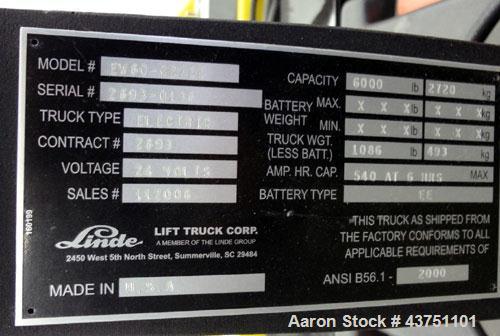 MODEL #
SERIAL #
TRUCK TYPE ELECTRIC
CONTRACT # 2893
VOLTAGE 24 VOLTS
SALES #
CAPACITY 6000 lb 2720 kg
BATTERY WEIGHT
MAX. X X X lb X X X kg
MIN. X X X lb X X X kg
TRUCK WGT. (LESS BATT.) 1086 lb 493 kg
AMP. HR. CAP. 540 AT 6 HRS MAX
BATTERY TYPE EE
Linde LIFT TRUCK CORP.
A MEMBER OF THE LINDE GROUP
2450 West 5th North Street, Summerville, SC 29484
MADE IN U.S.A
THIS TRUCK AS SHIPPED FROM
THE FACTORY CONFORMS TO ALL
APPLICABLE REQUIREMENTS OF
ANSI B56.1 - 2000
160199
Aaron Stock # 43751101